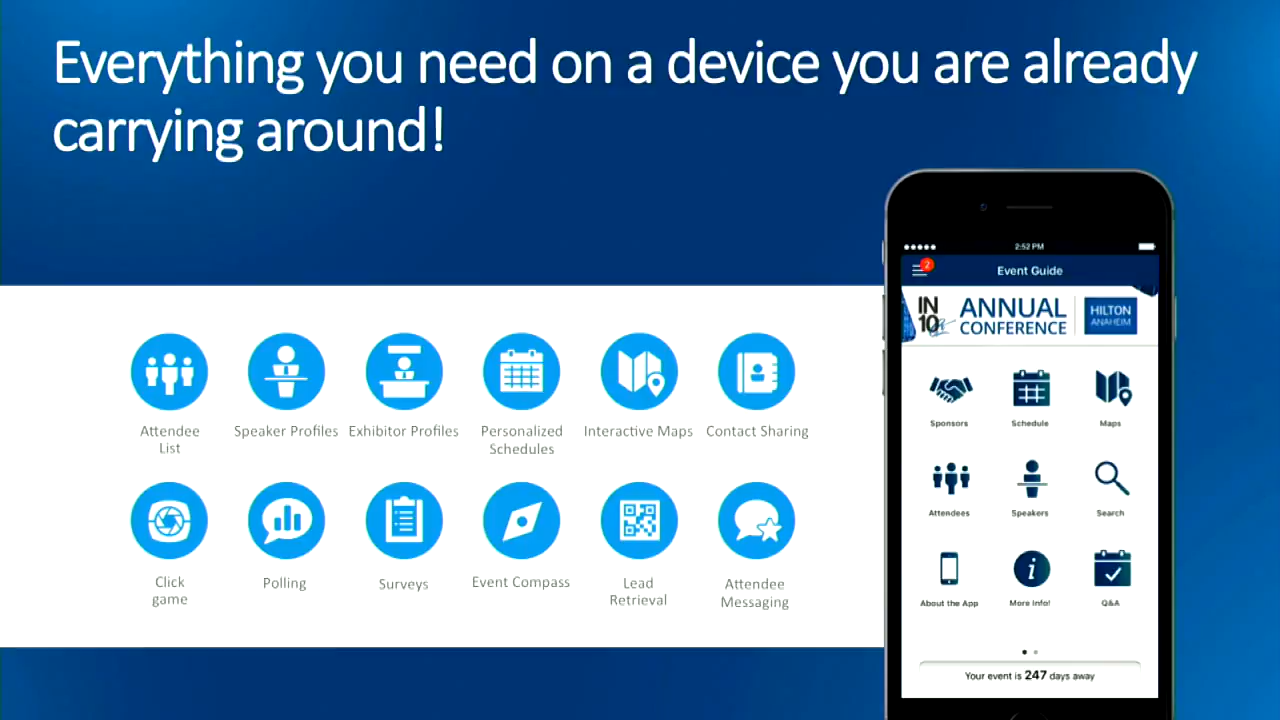 Everything you need on a device you are already
carrying around!
Attendee
List
Speaker Profiles
Exhibitor Profiles
Personalized
Schedules
Interactive Maps
Contact Sharing
Click
game
Polling
Surveys
Event Compass
Lead
Retrieval
Attendee
Messaging
2:52 PM
2
Event Guide
IN
10
ANNUAL
CONFERENCE
HILTON
ANAHEIM
Sponsors
Schedule
Maps
Attendees
Speakers
Search
About the App
More Info!
Q&A
Your event is 247 days away